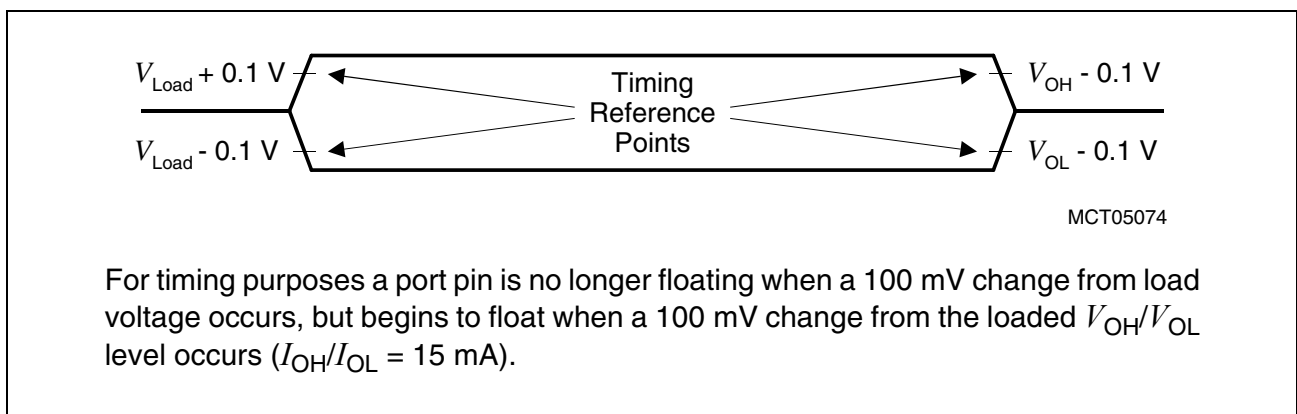 V_Load + 0.1 V
V_Load - 0.1 V
Timing
Reference
Points
V_OH - 0.1 V
V_OL - 0.1 V
MCT05074
For timing purposes a port pin is no longer floating when a 100 mV change from load
voltage occurs, but begins to float when a 100 mV change from the loaded V_OH/V_OL
level occurs (I_OH/I_OL = 15 mA).